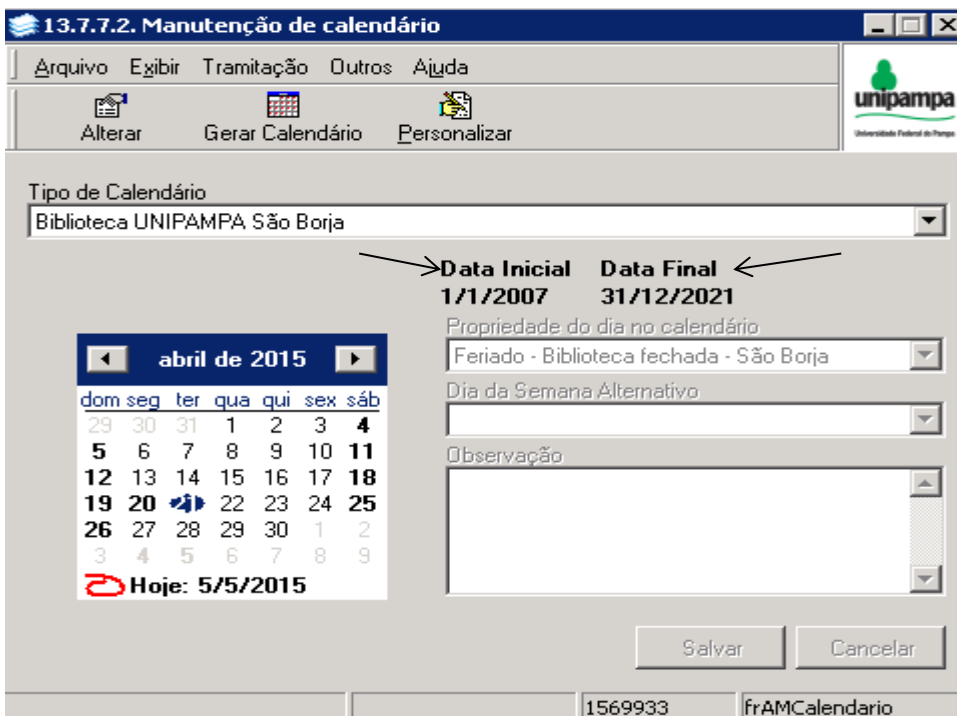 13.7.7.2. Manutenção de calendário
Arquivo Exibir Tramitação Outros Ajuda
Alterar Gerar Calendário Personalizar
unipampa
Universidade Federal do Pampa
Tipo de Calendário
Biblioteca UNIPAMPA São Borja
Data Inicial Data Final
1/1/2007 31/12/2021
Propriedade do dia no calendário
Feriado - Biblioteca fechada - São Borja
Dia da Semana Alternativo
Observação
abril de 2015
dom seg ter qua qui sex sáb
29 30 31 1 2 3 4
5 6 7 8 9 10 11
12 13 14 15 16 17 18
19 20 21 22 23 24 25
26 27 28 29 30 1 2
3 4 5 6 7 8 9
Hoje: 5/5/2015
Salvar Cancelar
1569933 frAMCalendario